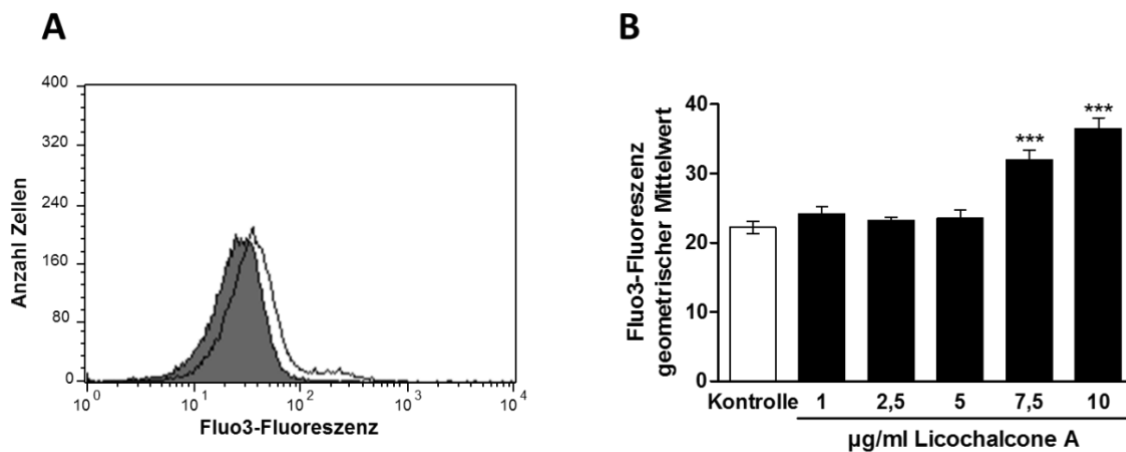 A
400
320
240
160
80
0
10^0 10^1 10^2 10^3 10^4
Anzahl Zellen
Fluo3-Fluoreszenz
B
40
30
20
10
0
Fluo3-Fluoreszenz
geometrischer Mittelwert
*** ***
Kontrolle 1 2,5 5 7,5 10
µg/ml Licochalcone A